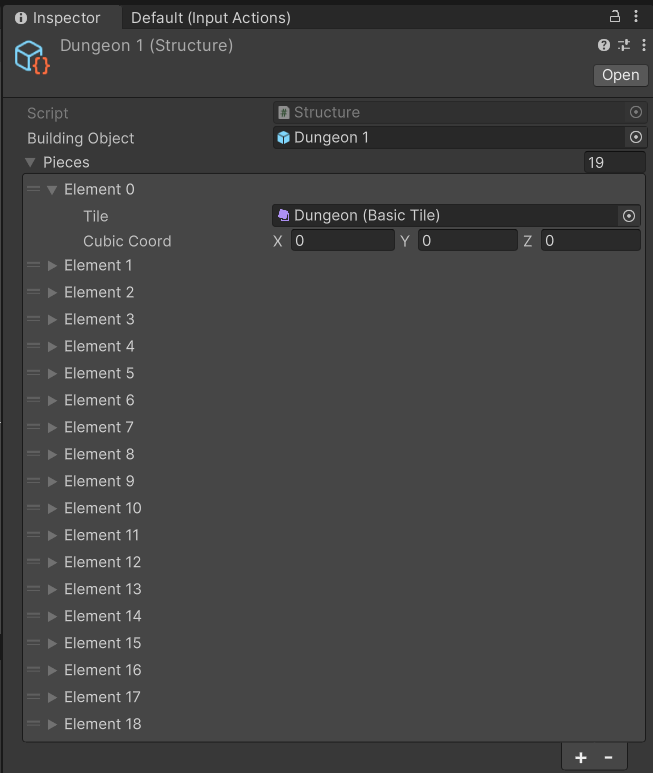 Inspector Default (Input Actions)
Dungeon 1 (Structure)
Open
Script Structure
Building Object Dungeon 1
Pieces 19
Element 0
Tile Dungeon (Basic Tile)
Cubic Coord X 0 Y 0 Z 0
Element 1
Element 2
Element 3
Element 4
Element 5
Element 6
Element 7
Element 8
Element 9
Element 10
Element 11
Element 12
Element 13
Element 14
Element 15
Element 16
Element 17
Element 18
+ -